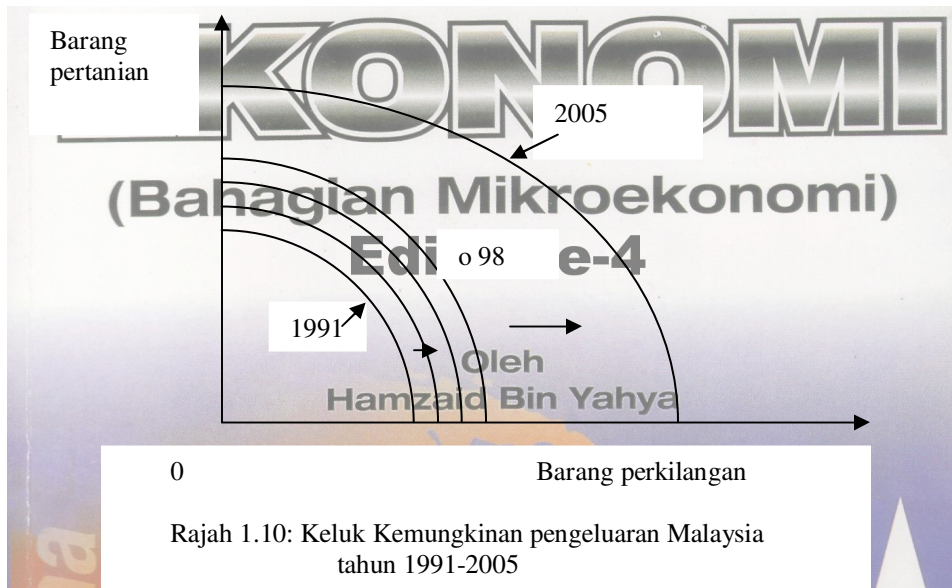 Barang
pertanian
KONOMI
2005
(Bahagian Mikroekonomi)
Edi e-4
o 98
1991
Oleh
Hamzaid Bin Yahya
0 Barang perkilangan
Rajah 1.10: Keluk Kemungkinan pengeluaran Malaysia
tahun 1991-2005